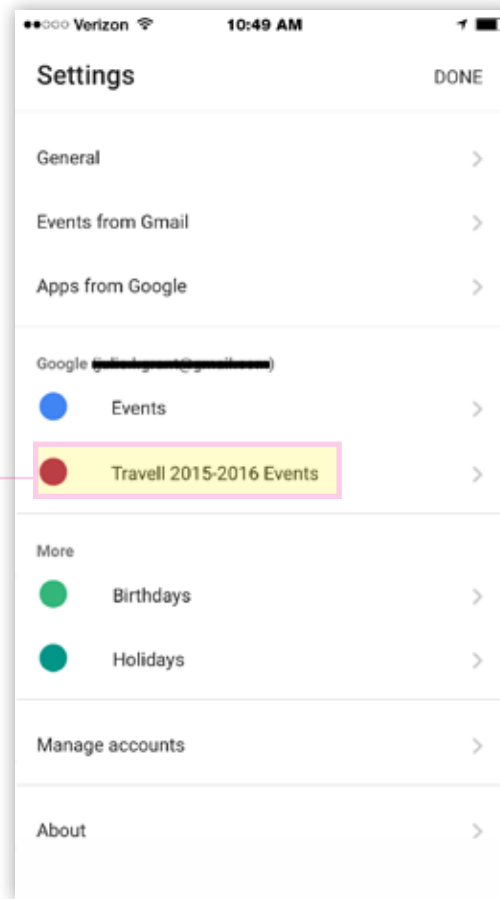 Verizon 10:49 AM
Settings DONE
General
Events from Gmail
Apps from Google
Google ( )
Events
Travell 2015-2016 Events
More
Birthdays
Holidays
Manage accounts
About